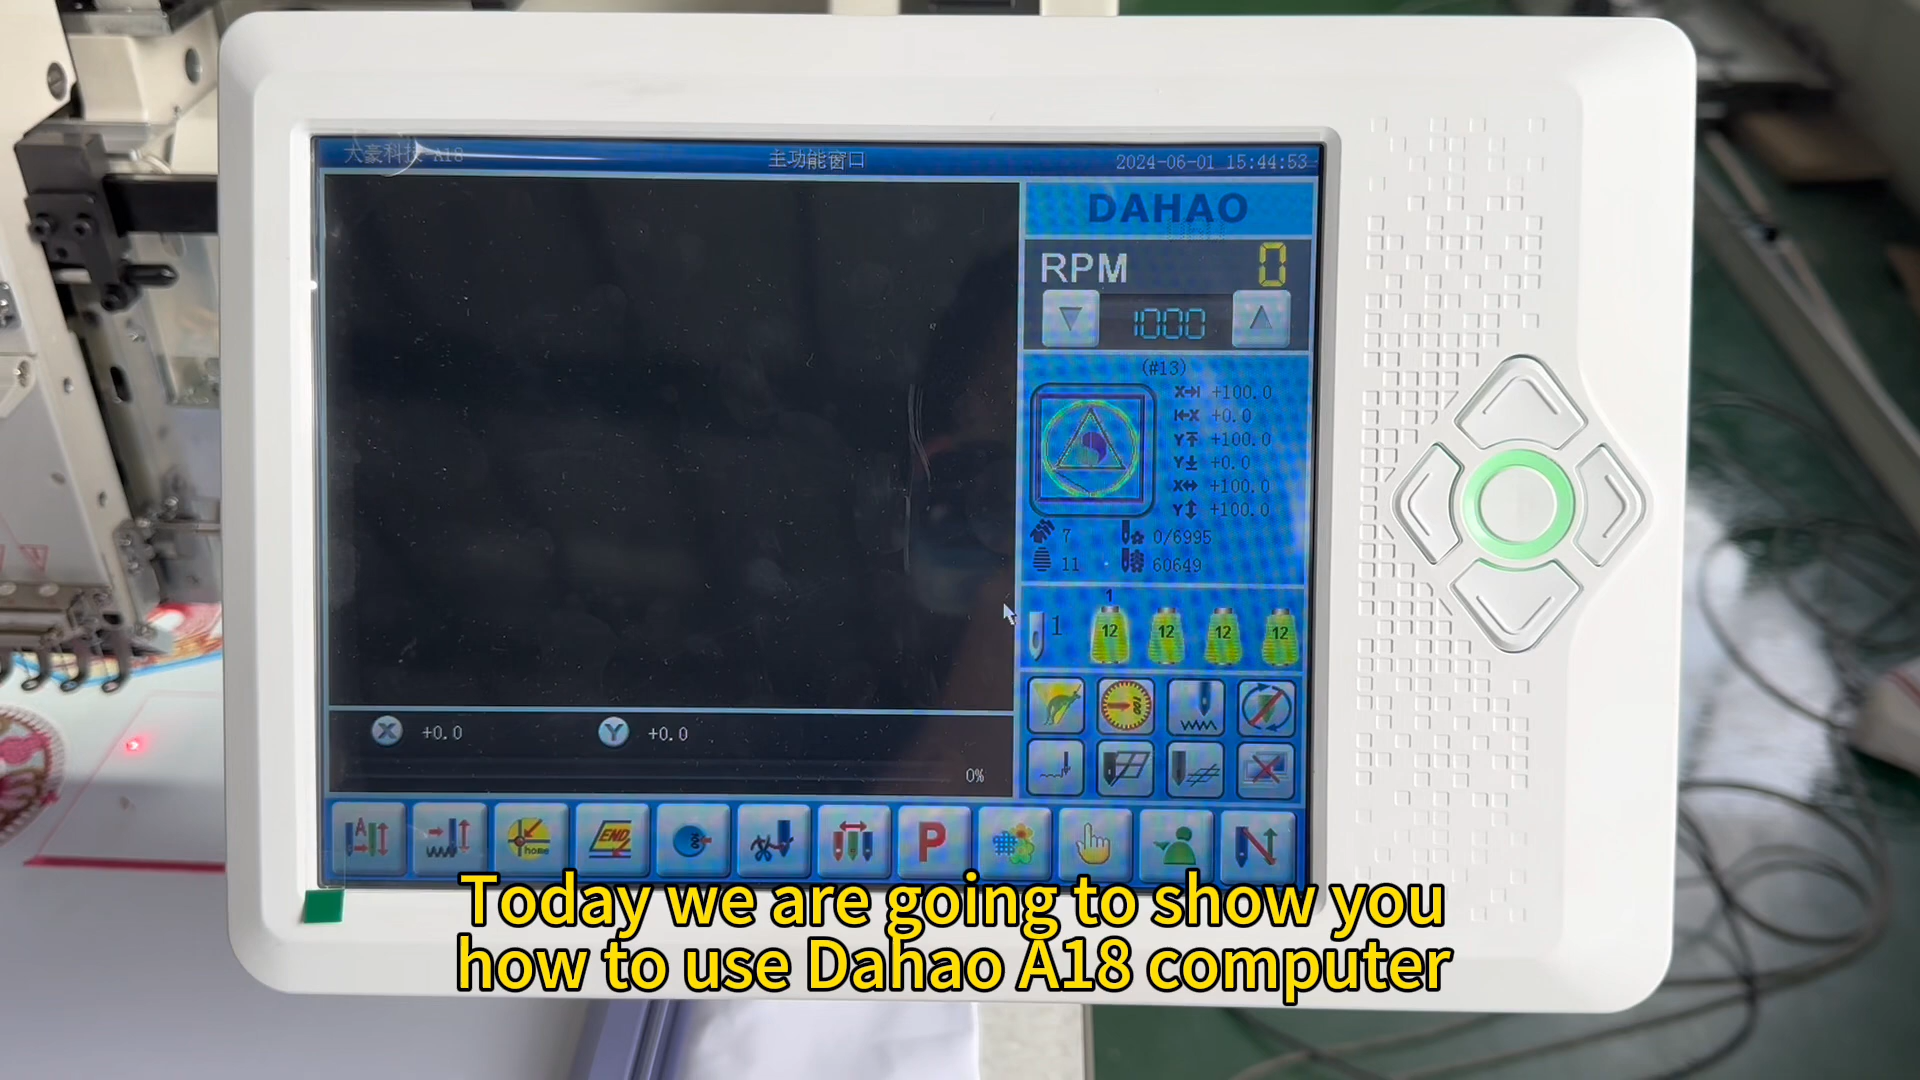 大豪科技-A18
主功能窗口
2024-06-01 15:44:53
DAHAO
RPM 0
1000
(#13)
X +100.0
X +0.0
Y +100.0
Y +0.0
X +100.0
Y +100.0
7 0/6995
11 60649
1
1 12 12 12 12
100
X +0.0 Y +0.0
0%
A
home
END
100
P
Today we are going to show you
how to use Dahao A18 computer